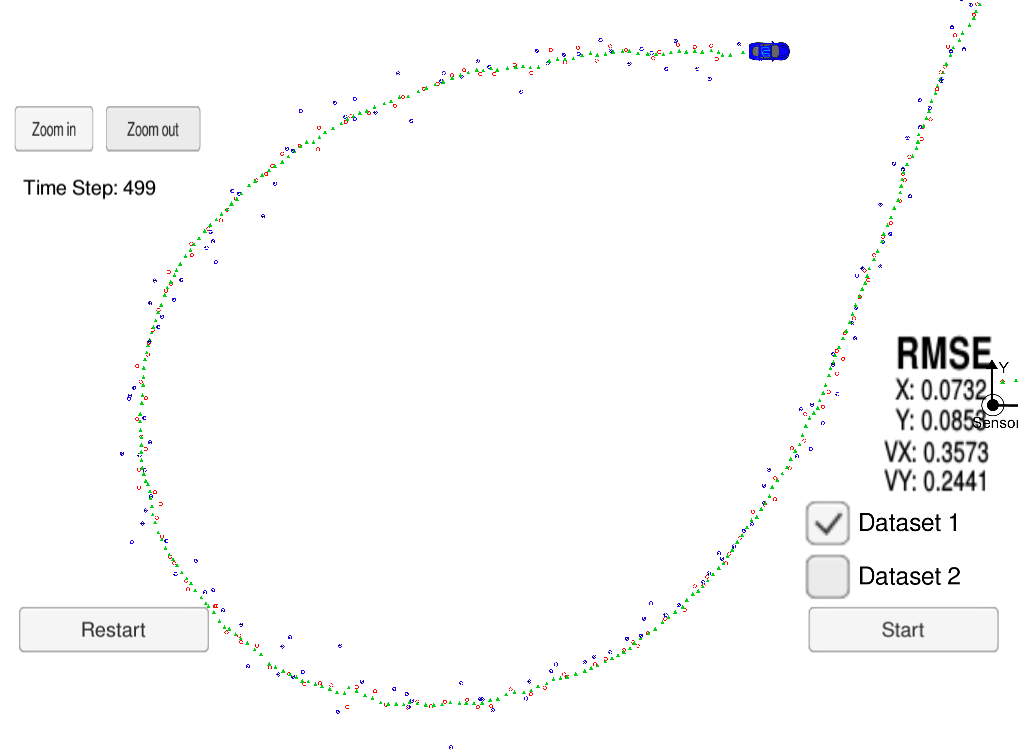 Zoom in
Zoom out
Time Step: 499
RMSE
Y
X: 0.0732
Y: 0.0853
Sensor
VX: 0.3573
VY: 0.2441
Dataset 1
Dataset 2
Restart
Start